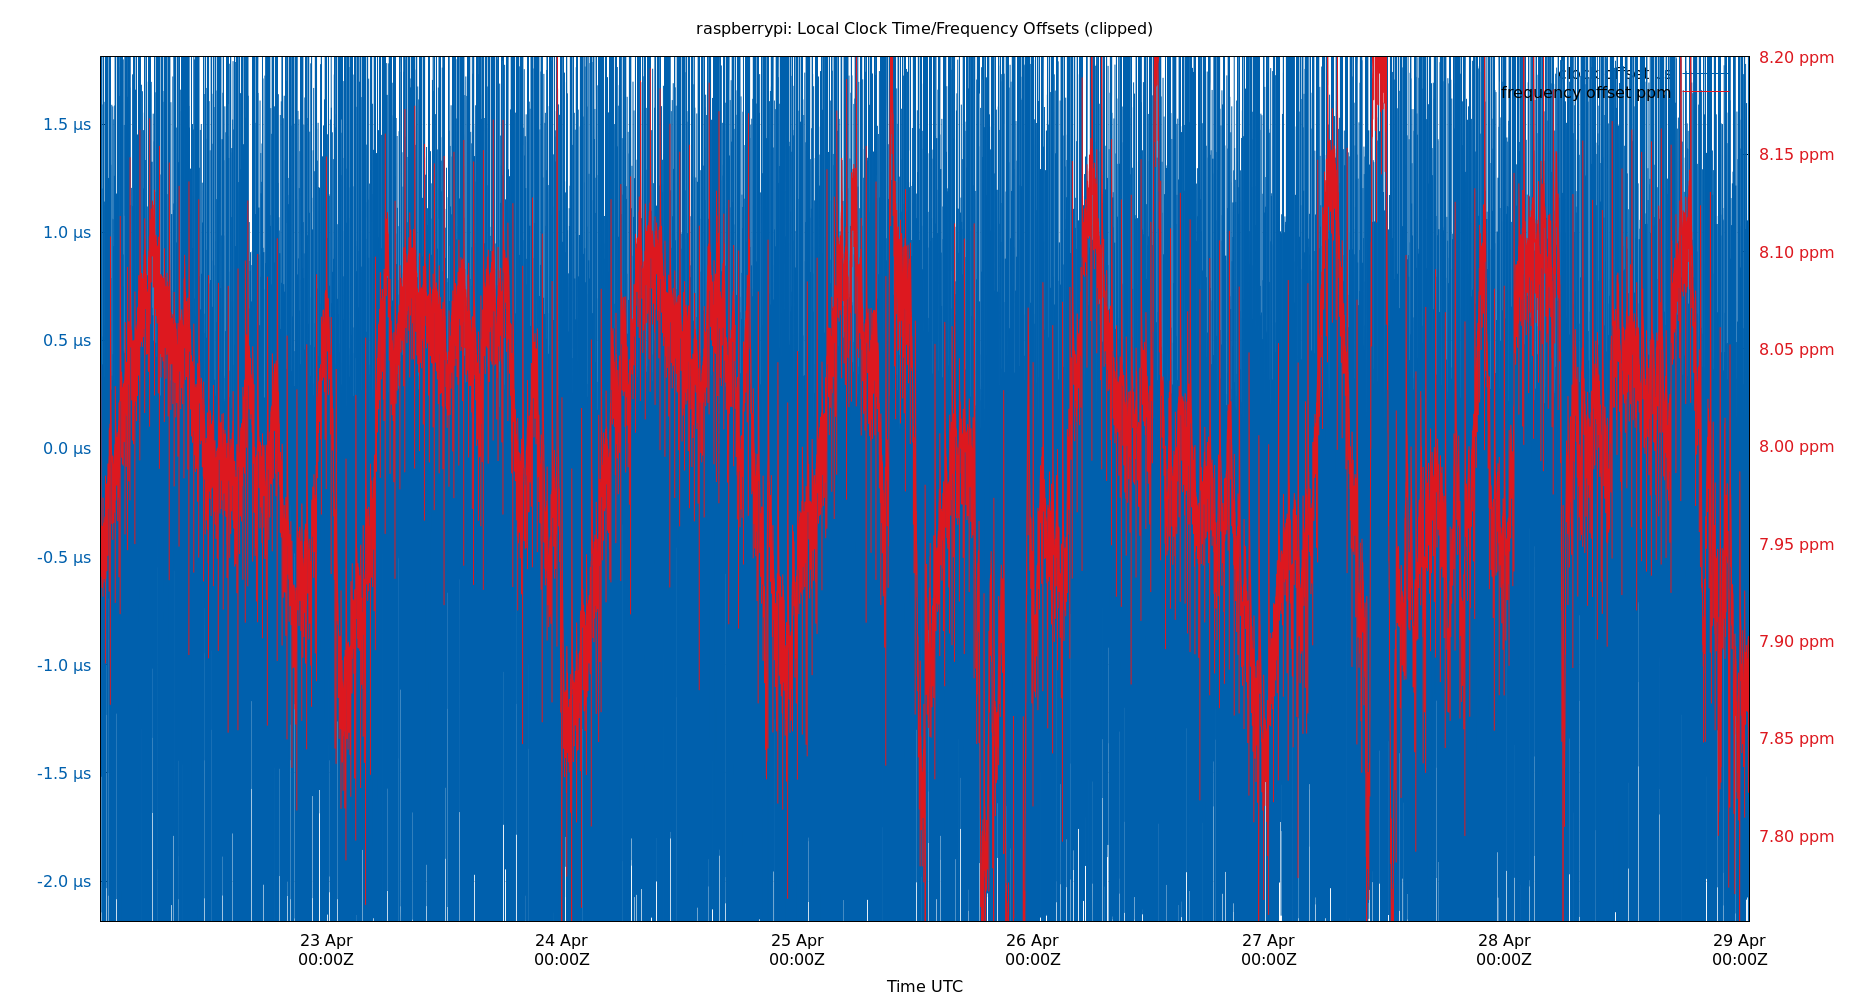 raspberrypi: Local Clock Time/Frequency Offsets (clipped)
8.20 ppm
clock offset µs
frequency offset ppm
1.5 µs
8.15 ppm
1.0 µs
8.10 ppm
0.5 µs
8.05 ppm
0.0 µs
8.00 ppm
-0.5 µs
7.95 ppm
-1.0 µs
7.90 ppm
-1.5 µs
7.85 ppm
-2.0 µs
7.80 ppm
23 Apr 24 Apr 25 Apr 26 Apr 27 Apr 28 Apr 29 Apr
00:00Z 00:00Z 00:00Z 00:00Z 00:00Z 00:00Z 00:00Z
Time UTC